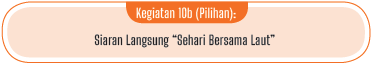 Kegiatan 10b (Pilihan):
Siaran Langsung “Sehari Bersama Laut”